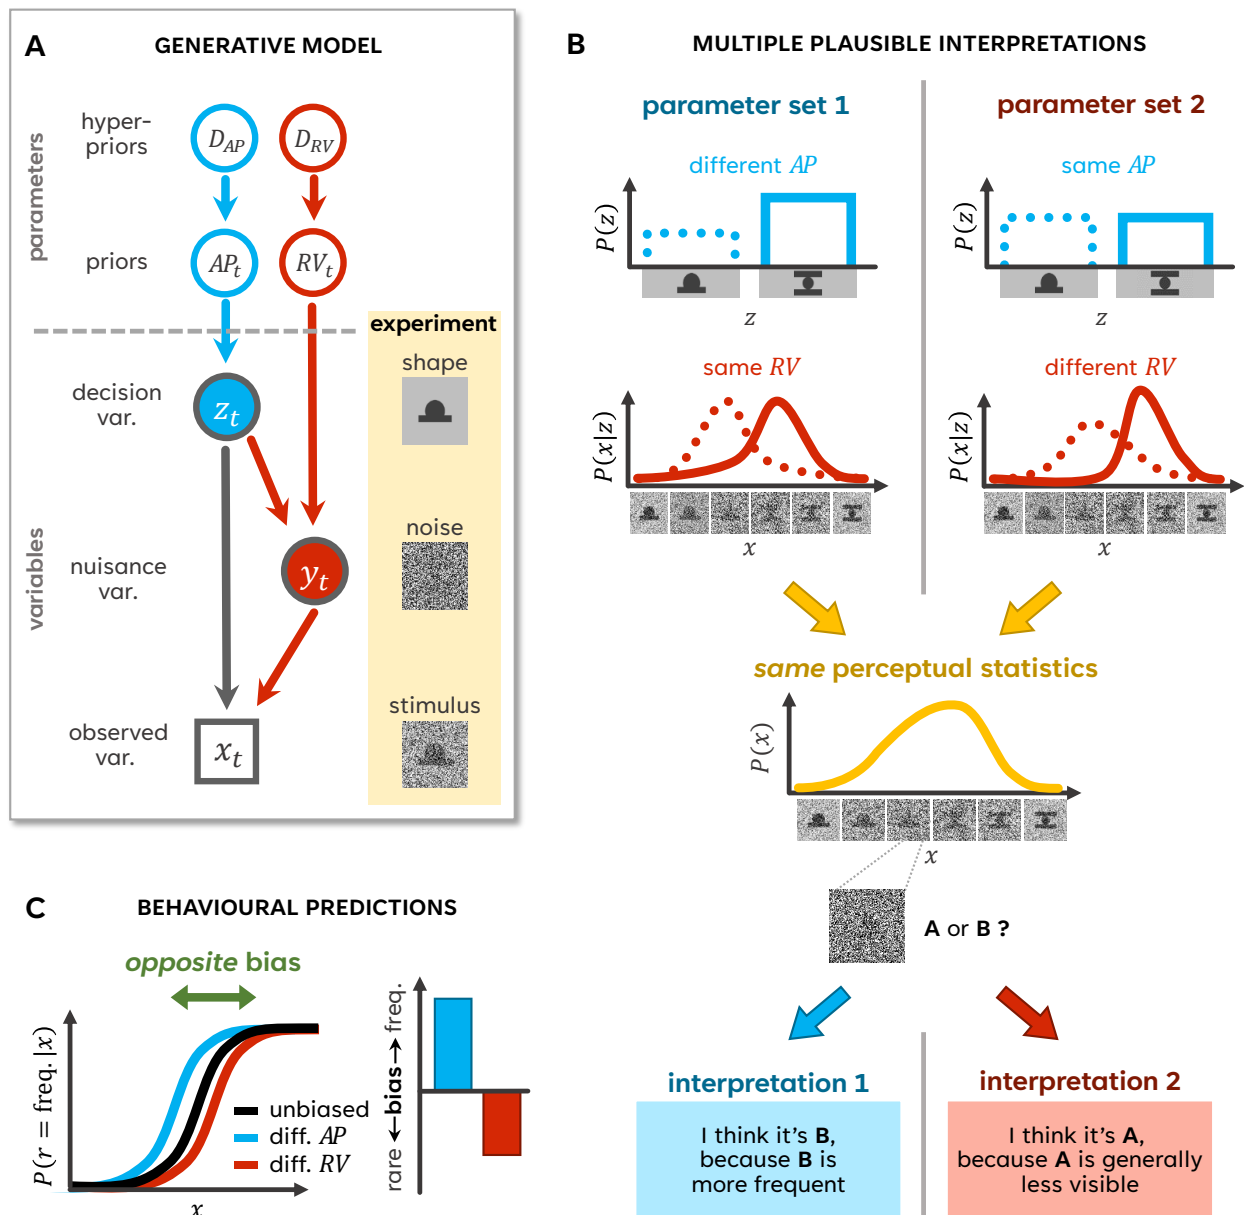 A
GENERATIVE MODEL
parameters
hyper-
priors
D_AP
D_RV
priors
AP_t
RV_t
experiment
variables
decision
var.
z_t
shape
nuisance
var.
y_t
noise
observed
var.
x_t
stimulus
B
MULTIPLE PLAUSIBLE INTERPRETATIONS
parameter set 1
parameter set 2
different AP
same AP
P(z)
z
P(z)
z
same RV
different RV
P(x|z)
x
P(x|z)
x
same perceptual statistics
P(x)
x
A or B ?
interpretation 1
I think it's B,
because B is
more frequent
interpretation 2
I think it's A,
because A is generally
less visible
C
BEHAVIOURAL PREDICTIONS
opposite bias
P(r = freq.|x)
x
unbiased
diff. AP
diff. RV
rare ←bias→ freq.